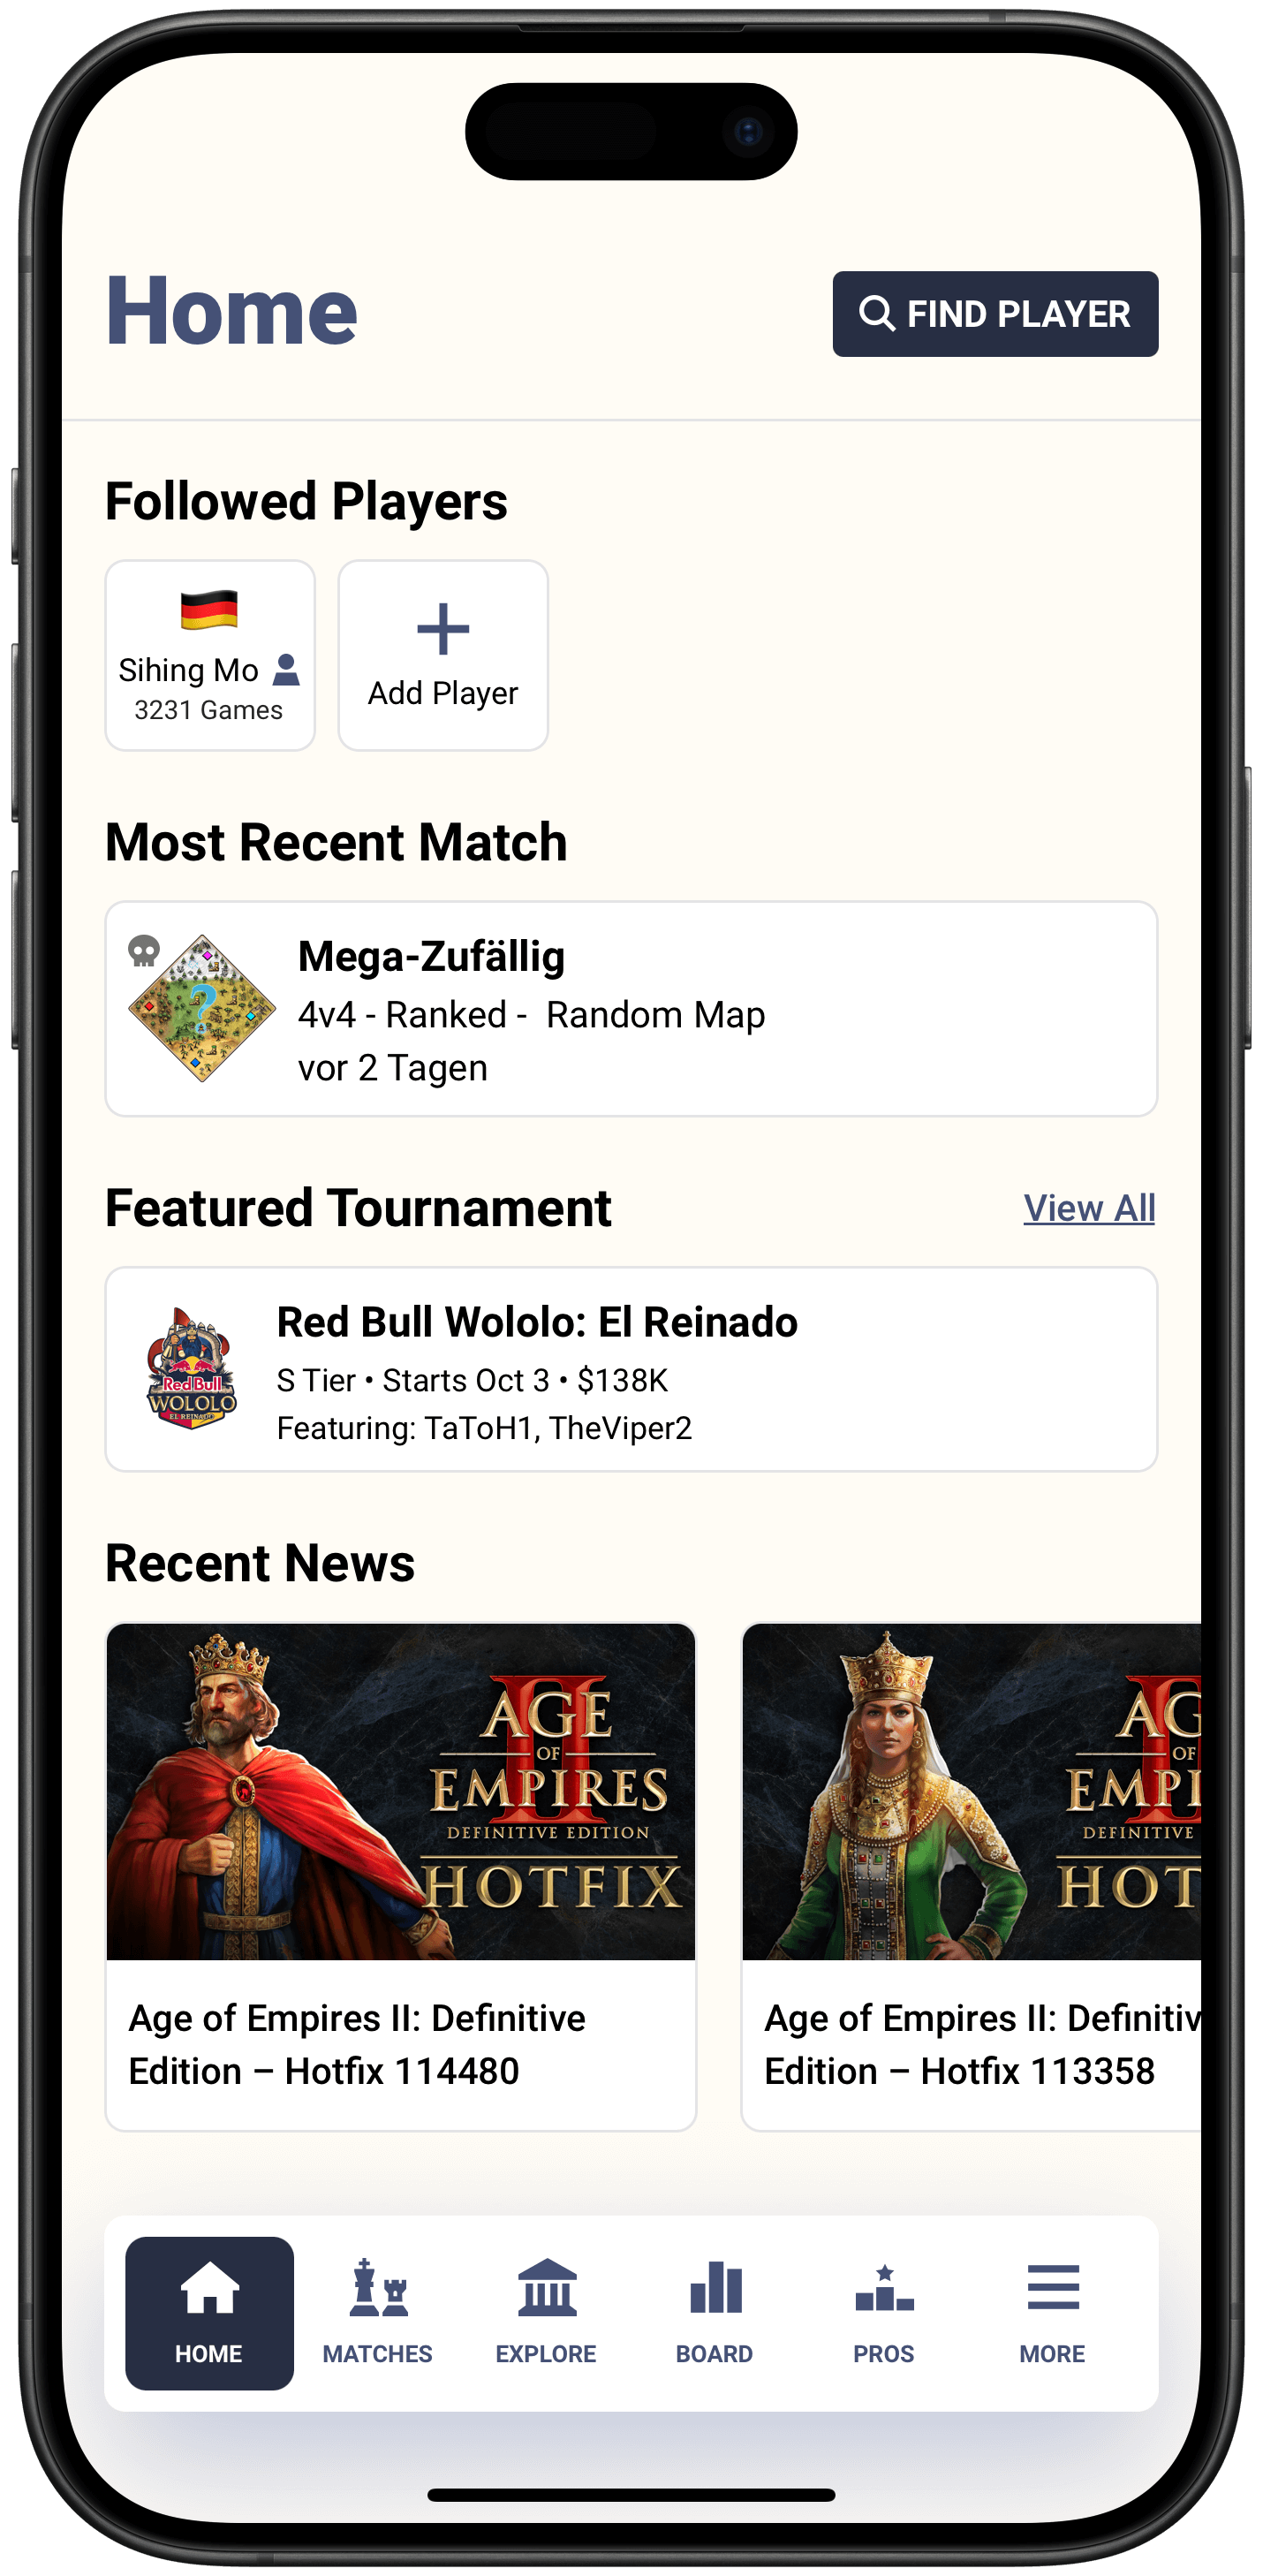 Home
FIND PLAYER
Followed Players
Sihing Mo
3231 Games
Add Player
Most Recent Match
?
Mega-Zufällig
4v4 - Ranked -  Random Map
vor 2 Tagen
Featured Tournament
View All
Red Bull
WOLOLO
EL REINADO
Red Bull Wololo: El Reinado
S Tier • Starts Oct 3 • $138K
Featuring: TaToH1, TheViper2
Recent News
II
AGE
OF
EMPIRES
DEFINITIVE EDITION
HOTFIX
Age of Empires II: Definitive
Edition – Hotfix 114480
AG
OF
EMPI
DEFINITIVE
HOT
Age of Empires II: Definitiv
Edition – Hotfix 113358
HOME
MATCHES
EXPLORE
BOARD
PROS
MORE